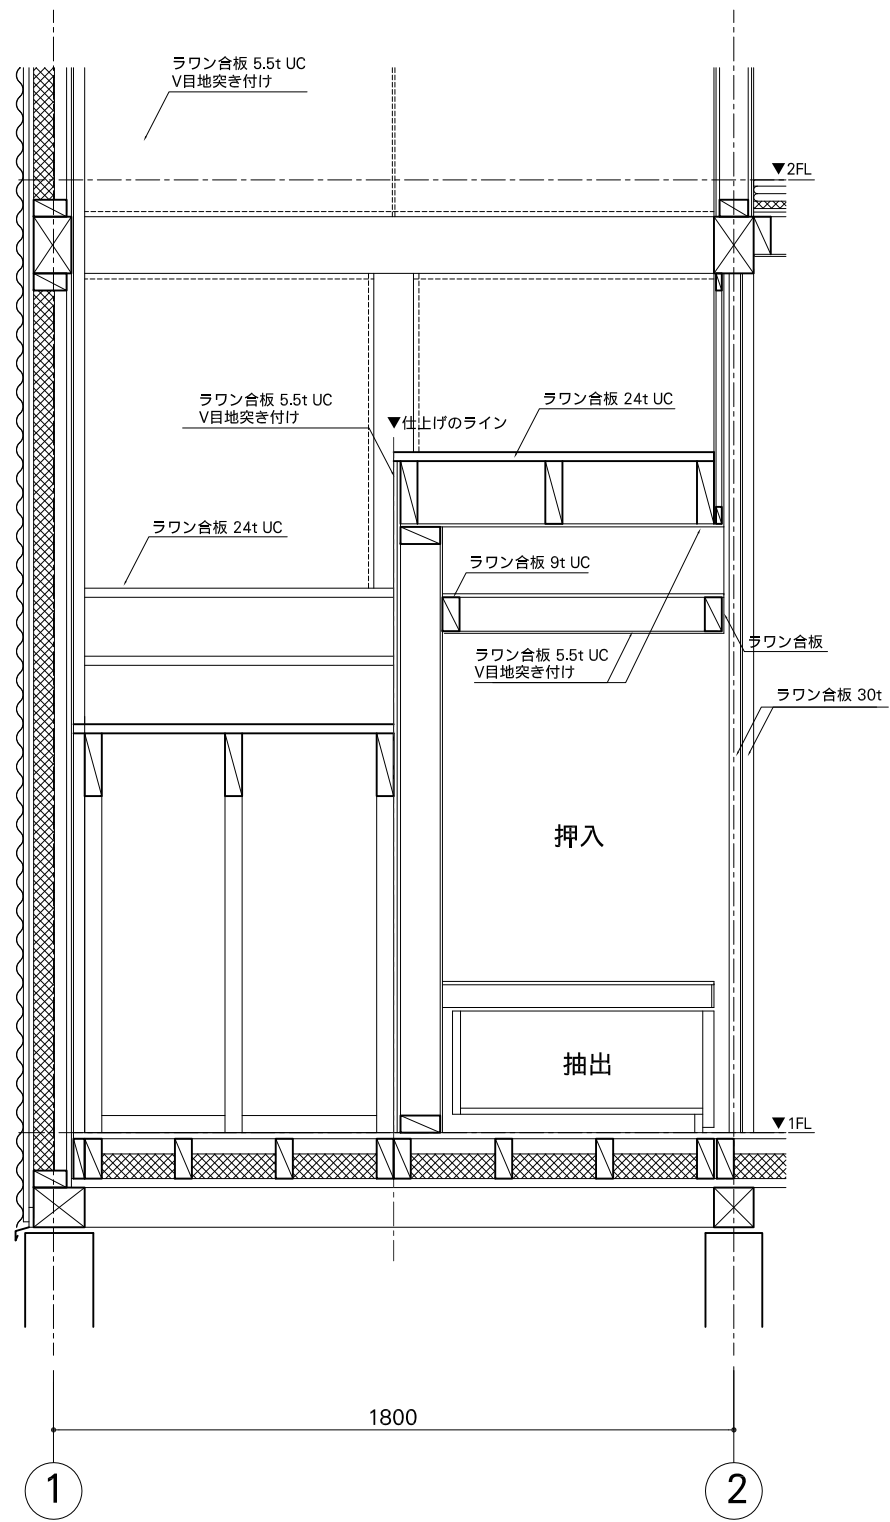 ラワン合板 5.5t UC
V目地突き付け
▼2FL
ラワン合板 5.5t UC
V目地突き付け
ラワン合板 24t UC
▼仕上げのライン
ラワン合板 24t UC
ラワン合板 9t UC
ラワン合板 5.5t UC
V目地突き付け
ラワン合板
ラワン合板 30t
押入
抽出
▼1FL
1800
1
2